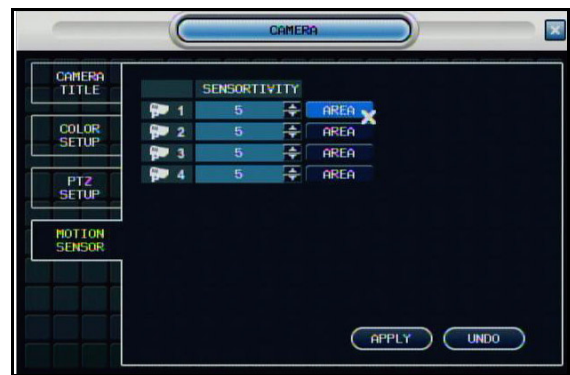 CAMERA
CAMERA
TITLE
COLOR
SETUP
PTZ
SETUP
MOTION
SENSOR
SENSORTIVITY
1 5 AREA
2 5 AREA
3 5 AREA
4 5 AREA
APPLY UNDO